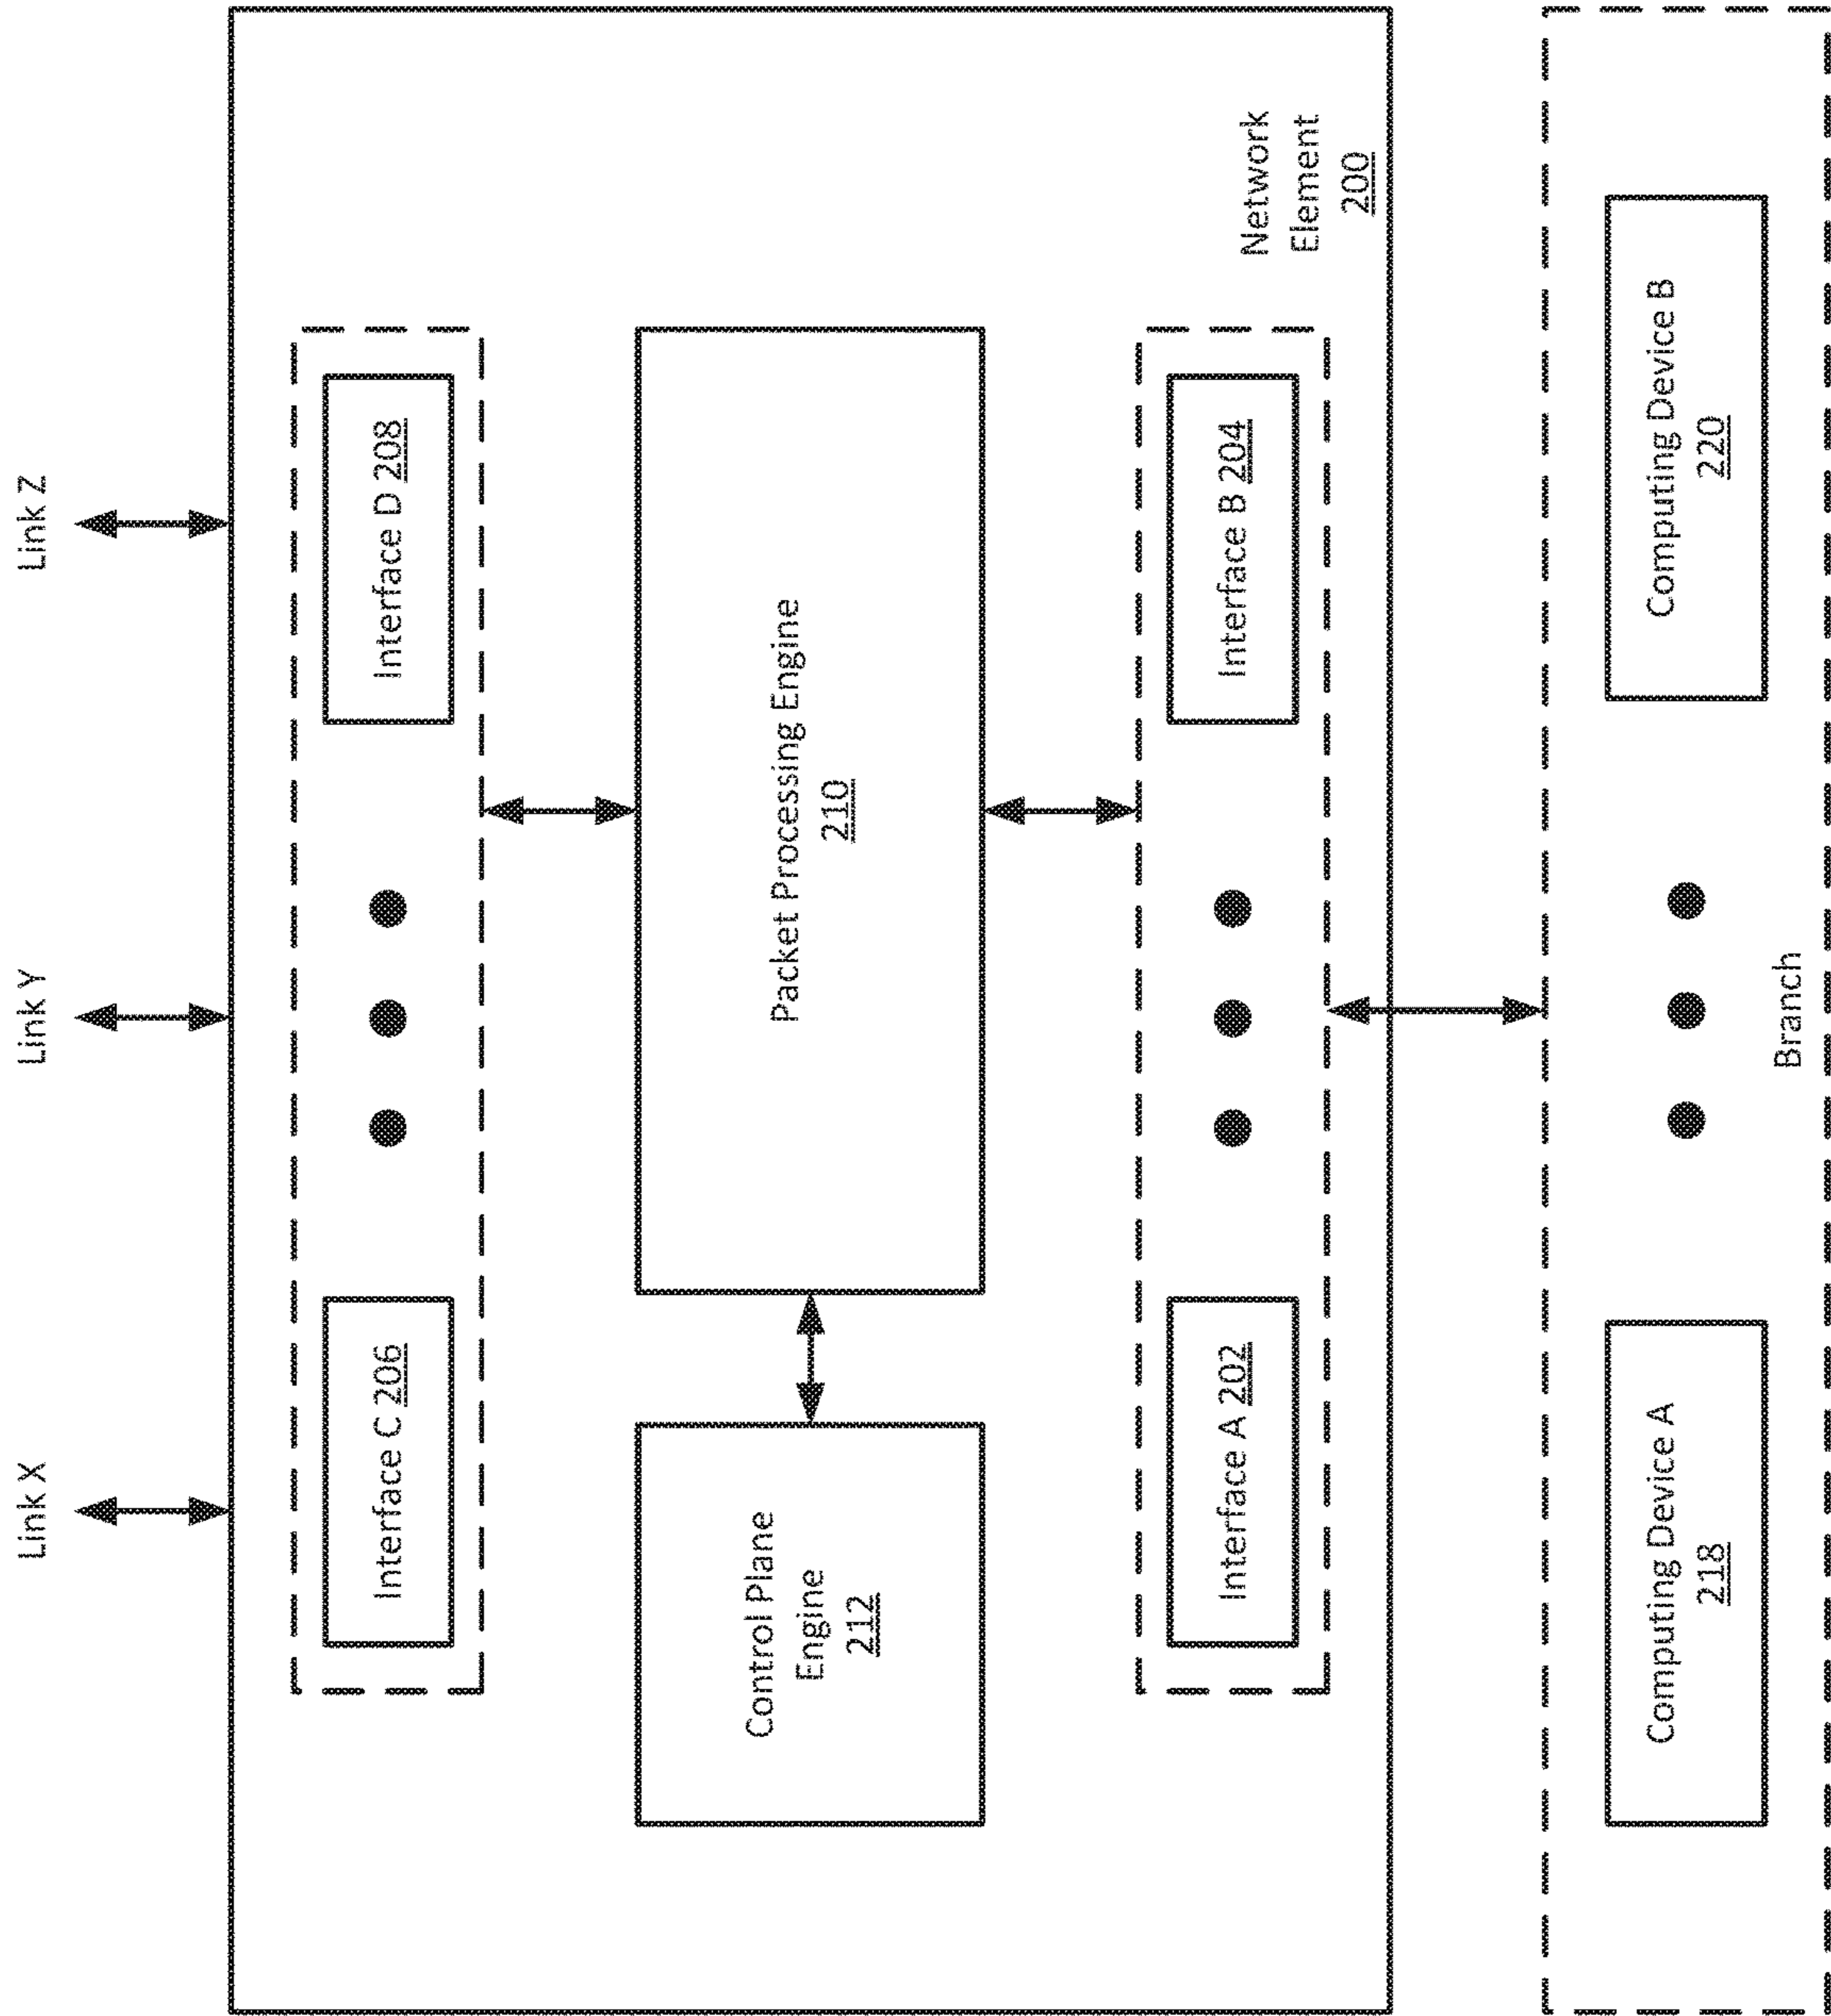 Link X
Link Y
Link Z
Interface C 206
Interface D 208
Control Plane
Engine
212
Packet Processing Engine
210
Interface A 202
Interface B 204
Network
Element
200
Computing Device A
218
Computing Device B
220
Branch